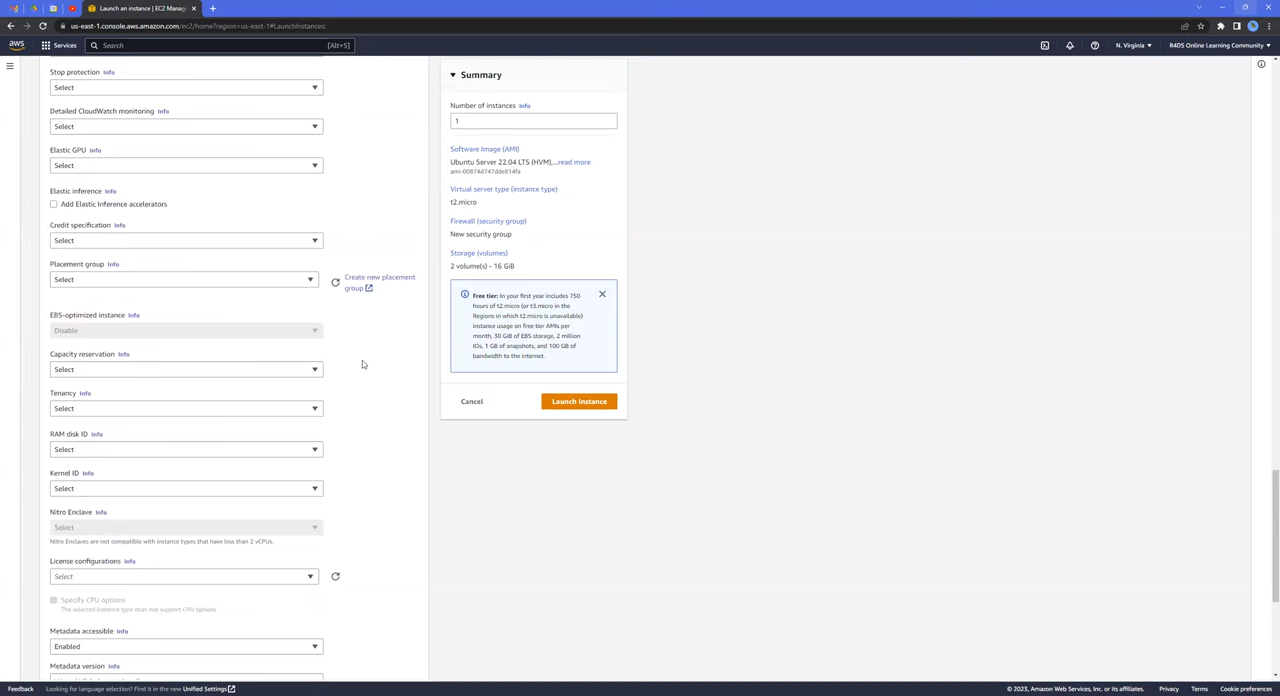 Launch an instance | EC2 Manag
us-east-1.console.aws.amazon.com/ec2/home?region=us-east-1#LaunchInstances:
aws
Services
Search
[Alt+S]
N. Virginia
R4DS Online Learning Community
Stop protection Info
Select
Detailed CloudWatch monitoring Info
Select
Elastic GPU Info
Select
Elastic inference Info
Add Elastic Inference accelerators
Credit specification Info
Select
Placement group Info
Select
Create new placement
group
EBS-optimized instance Info
Disable
Capacity reservation Info
Select
Tenancy Info
Select
RAM disk ID Info
Select
Kernel ID Info
Select
Nitro Enclave Info
Select
Nitro Enclaves are not compatible with instance types that have less than 2 vCPUs.
License configurations Info
Select
Specify CPU options
The selected instance type does not support CPU options
Metadata accessible Info
Enabled
Metadata version Info
Summary
Number of instances Info
1
Software Image (AMI)
Ubuntu Server 22.04 LTS (HVM),...read more
ami-00874d747dde814fa
Virtual server type (instance type)
t2.micro
Firewall (security group)
New security group
Storage (volumes)
2 volume(s) - 16 GiB
Free tier: In your first year includes 750
hours of t2.micro (or t3.micro in the
Regions in which t2.micro is unavailable)
instance usage on free tier AMIs per
month, 30 GiB of EBS storage, 2 million
IOs, 1 GB of snapshots, and 100 GB of
bandwidth to the internet.
Cancel
Launch instance
Feedback
Looking for language selection? Find it in the new Unified Settings
© 2023, Amazon Web Services, Inc. or its affiliates.
Privacy
Terms
Cookie preferences